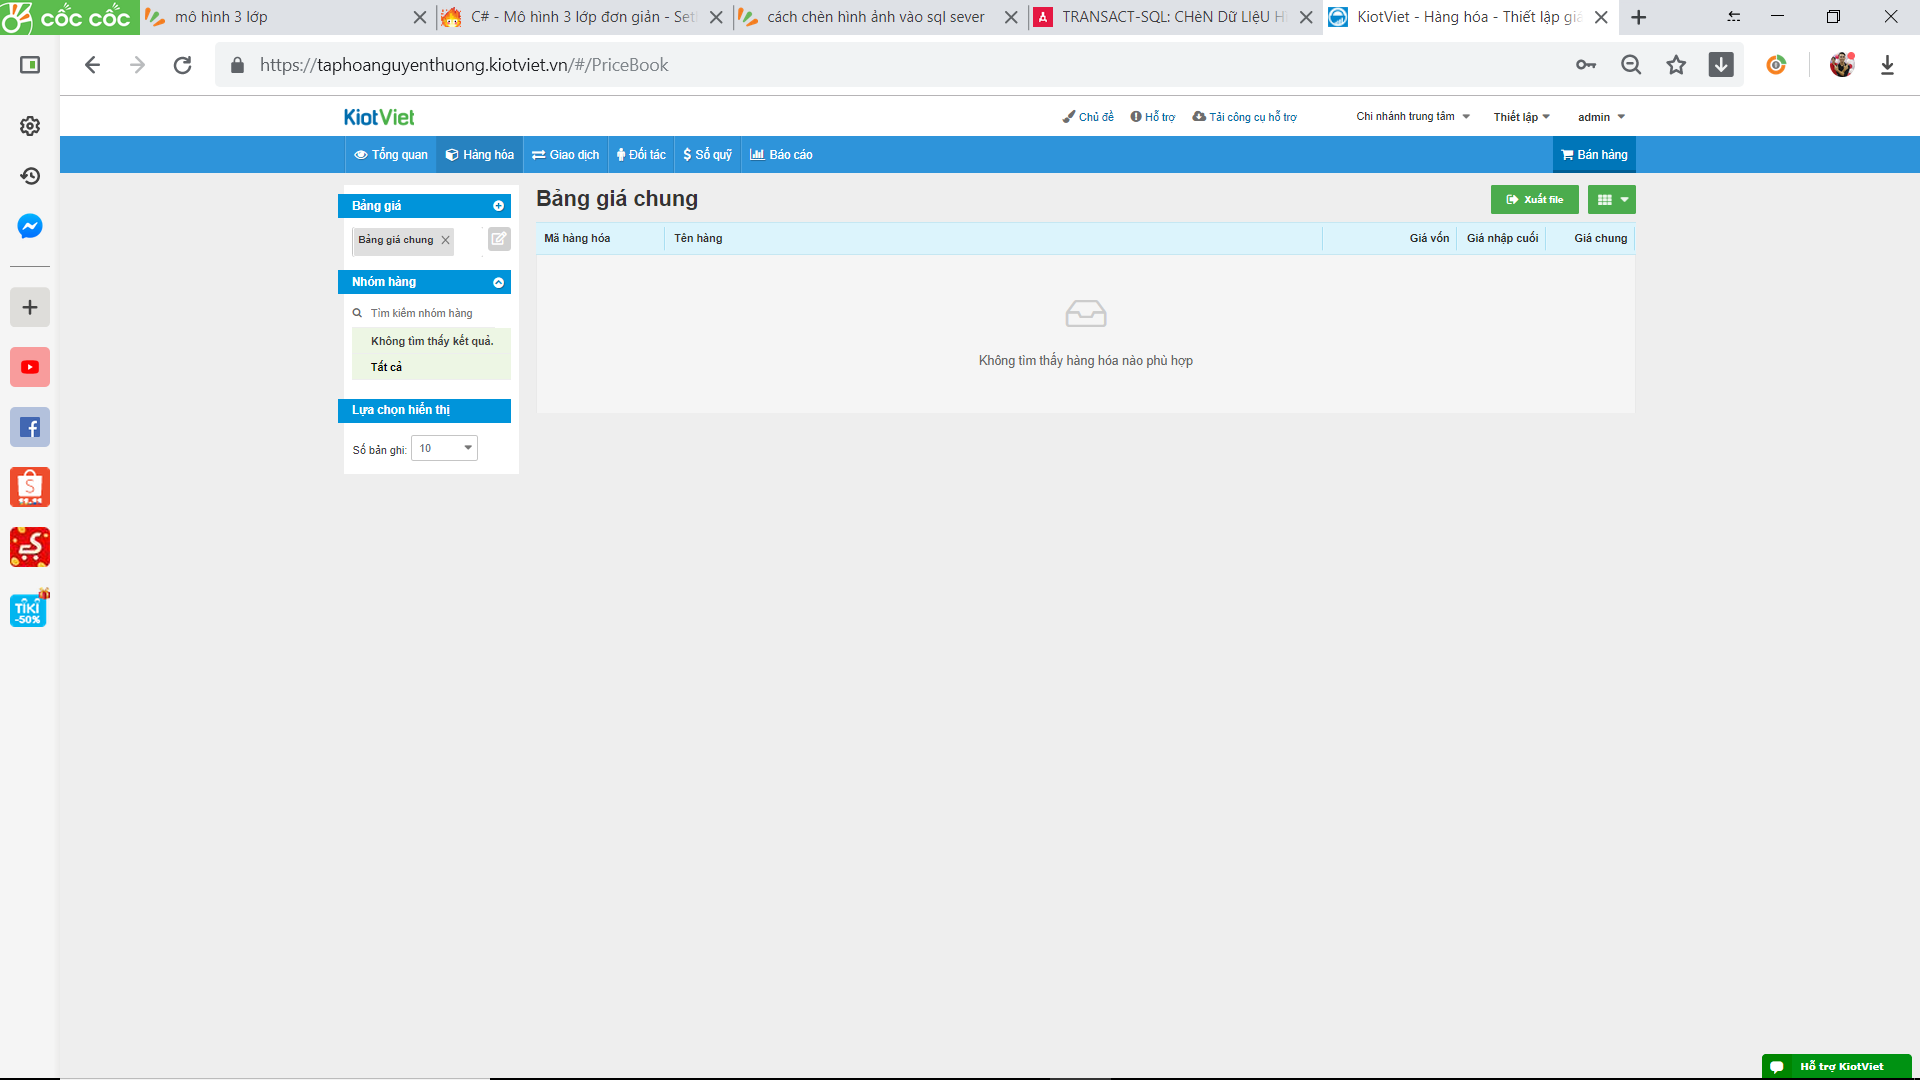 cốc cốc
mô hình 3 lớp
C# - Mô hình 3 lớp đơn giản - Set
cách chèn hình ảnh vào sql sever
TRANSACT-SQL: CHèN Dữ LIệU H
KiotViet - Hàng hóa - Thiết lập giá
https://taphoanguyenthuong.kiotviet.vn/#/PriceBook
KiotViet
Chủ đề
Hỗ trợ
Tải công cụ hỗ trợ
Chi nhánh trung tâm
Thiết lập
admin
Tổng quan
Hàng hóa
Giao dịch
Đối tác
Sổ quỹ
Báo cáo
Bán hàng
Bảng giá
Bảng giá chung
Nhóm hàng
Tìm kiếm nhóm hàng
Không tìm thấy kết quả.
Tất cả
Lựa chọn hiển thị
Số bản ghi: 10
Bảng giá chung
Xuất file
Mã hàng hóa
Tên hàng
Giá vốn
Giá nhập cuối
Giá chung
Không tìm thấy hàng hóa nào phù hợp
TIKI
-50%
Hỗ trợ KiotViet